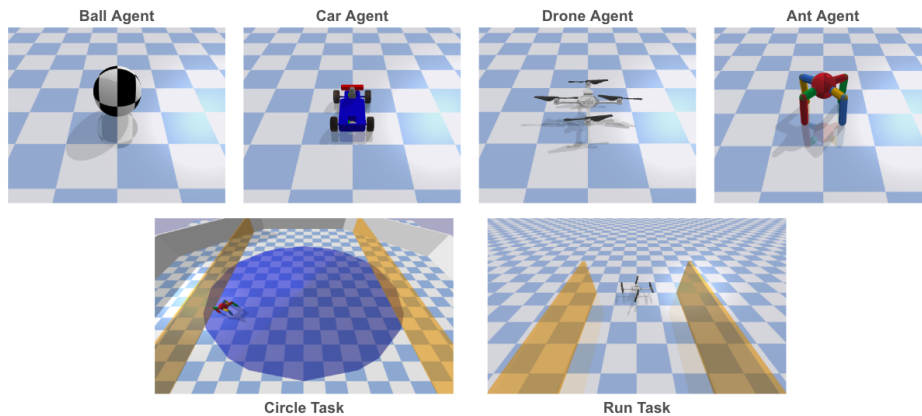 Ball Agent
Car Agent
Drone Agent
Ant Agent
Circle Task
Run Task